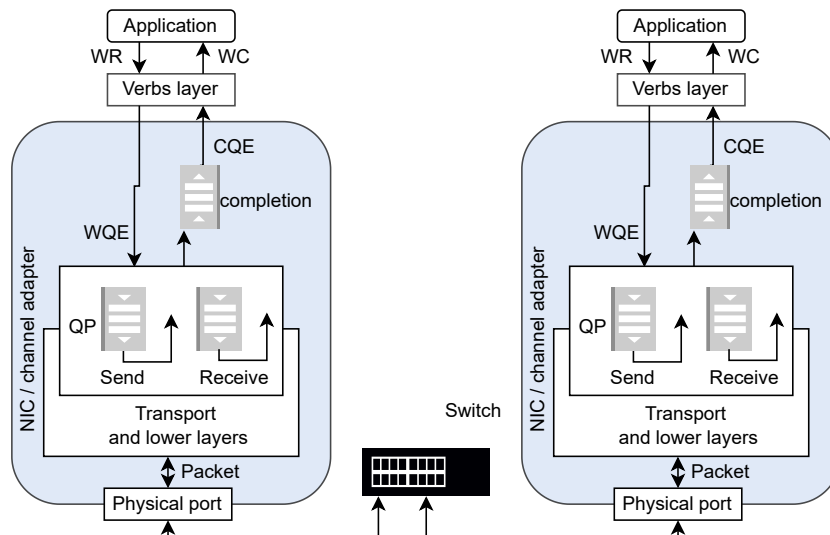 Application
WR
WC
Verbs layer
CQE
completion
WQE
NIC / channel adapter
QP
Send
Receive
Transport
and lower layers
Packet
Physical port
Switch
Application
WR
WC
Verbs layer
CQE
completion
WQE
NIC / channel adapter
QP
Send
Receive
Transport
and lower layers
Packet
Physical port